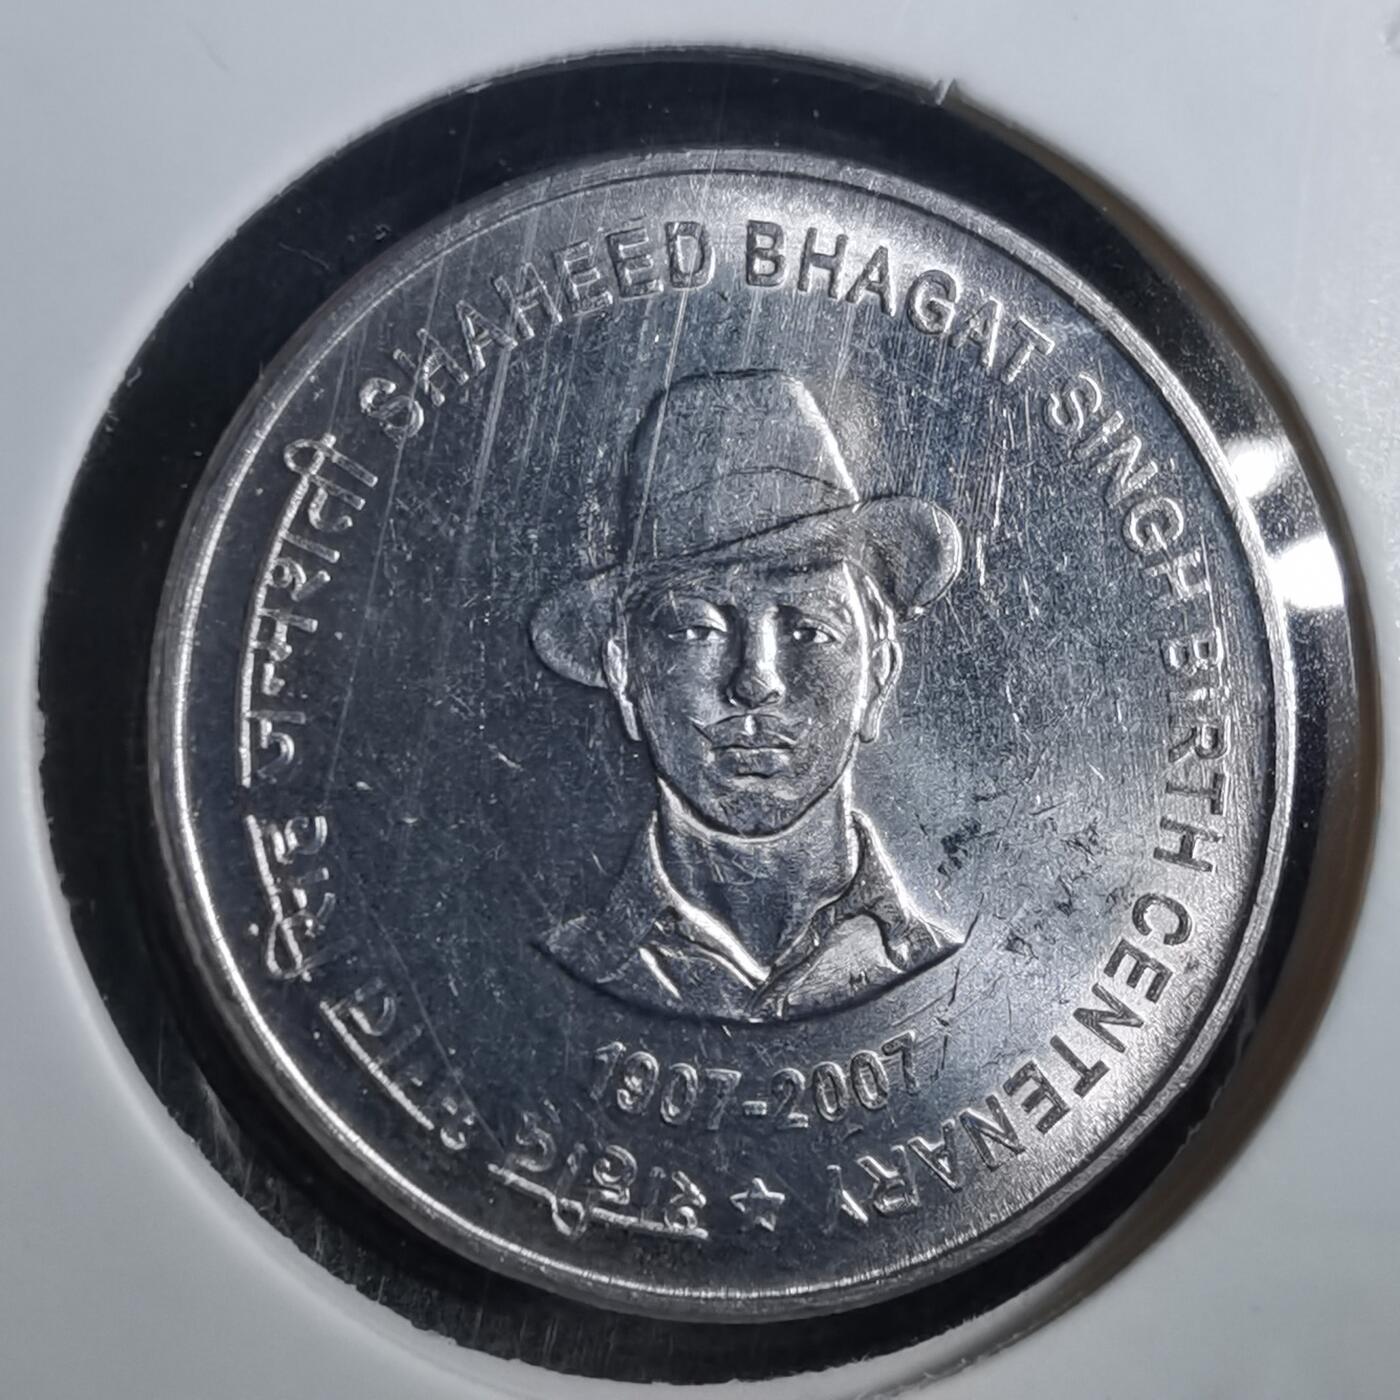 शहीद भगत सिंह जन्मशती
SHAHEED BHAGAT SINGH BIRTH CENTENARY
1907-2007